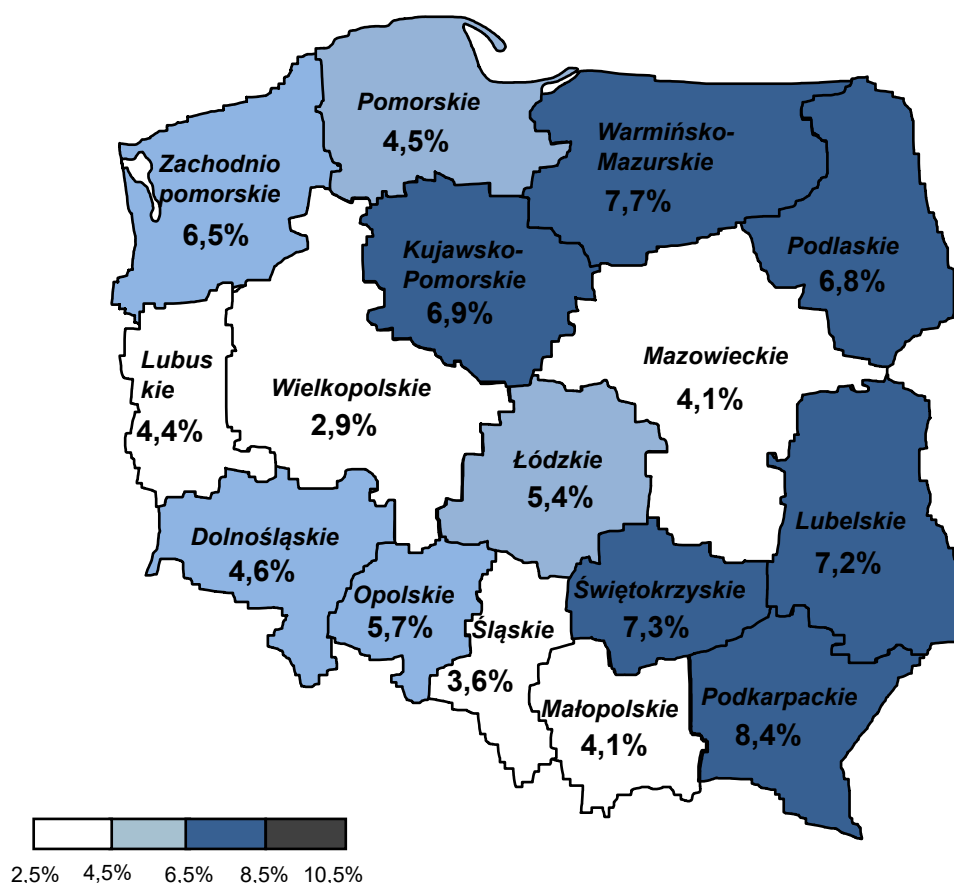 Pomorskie
4,5%
Warmińsko-
Mazurskie
7,7%
Zachodnio
pomorskie
6,5%
Kujawsko-
Pomorskie
6,9%
Podlaskie
6,8%
Lubus
kie
4,4%
Wielkopolskie
2,9%
Mazowieckie
4,1%
Łódzkie
5,4%
Dolnośląskie
4,6%
Lubelskie
7,2%
Opolskie
5,7%
Śląskie
3,6%
Świętokrzyskie
7,3%
Małopolskie
4,1%
Podkarpackie
8,4%
2,5% 4,5% 6,5% 8,5% 10,5%